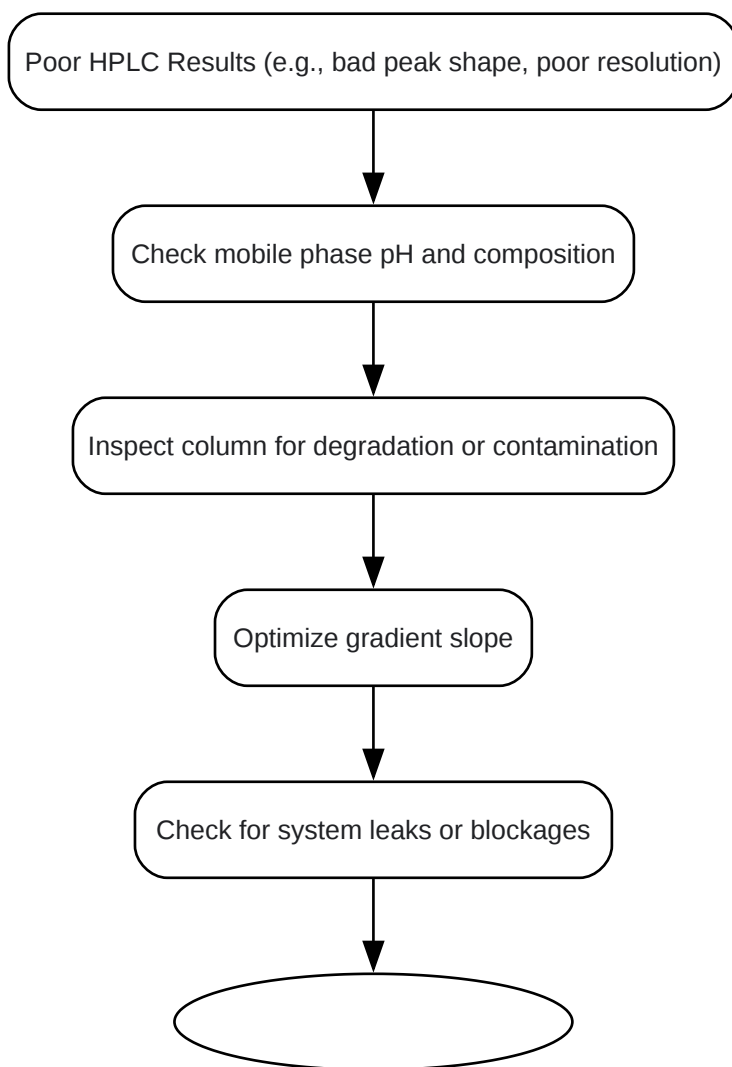 Poor HPLC Results (e.g., bad peak shape, poor resolution)
Check mobile phase pH and composition
Inspect column for degradation or contamination
Optimize gradient slope
Check for system leaks or blockages